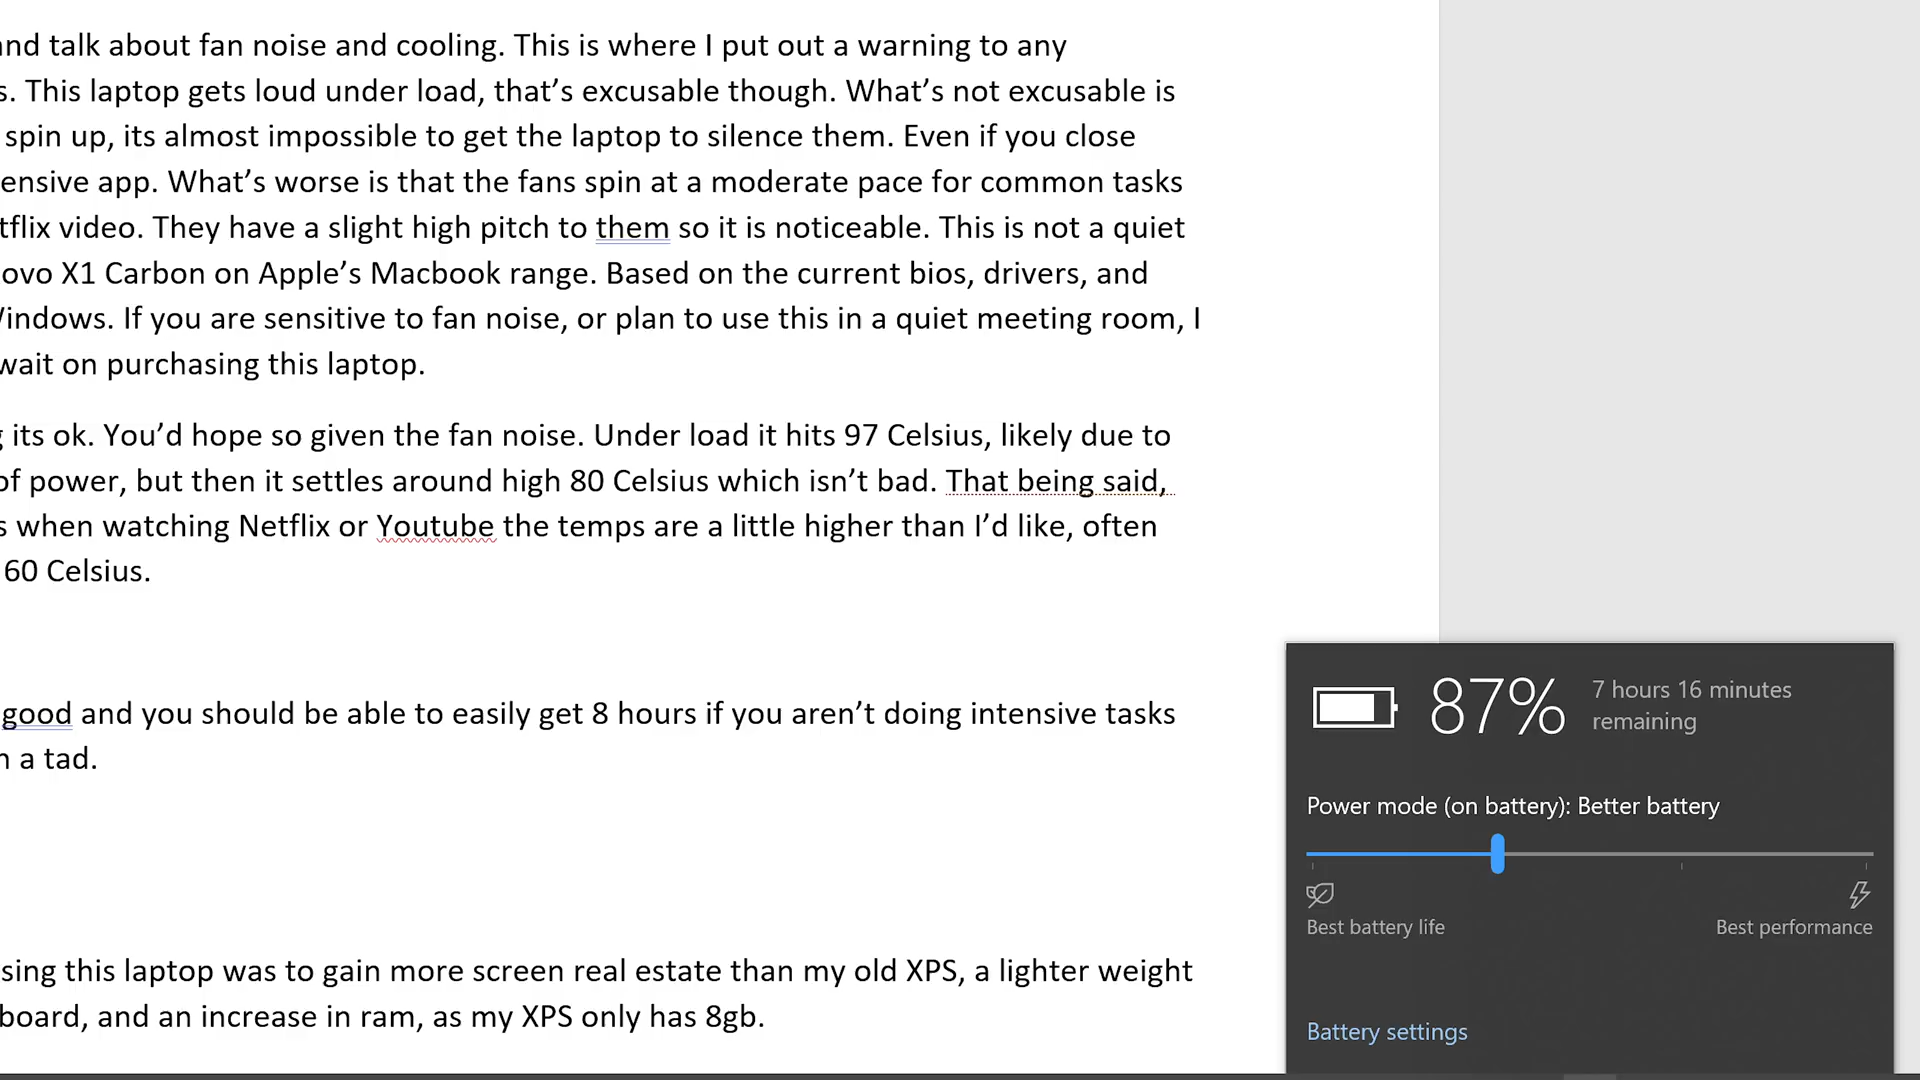 and talk about fan noise and cooling. This is where I put out a warning to any
s. This laptop gets loud under load, that’s excusable though. What’s not excusable is
spin up, its almost impossible to get the laptop to silence them. Even if you close
ensive app. What’s worse is that the fans spin at a moderate pace for common tasks
tflix video. They have a slight high pitch to them so it is noticeable. This is not a quiet
ovo X1 Carbon on Apple’s Macbook range. Based on the current bios, drivers, and
Windows. If you are sensitive to fan noise, or plan to use this in a quiet meeting room, I
wait on purchasing this laptop.
g its ok. You’d hope so given the fan noise. Under load it hits 97 Celsius, likely due to
of power, but then it settles around high 80 Celsius which isn’t bad. That being said,
s when watching Netflix or Youtube the temps are a little higher than I’d like, often
60 Celsius.
good and you should be able to easily get 8 hours if you aren’t doing intensive tasks
n a tad.
sing this laptop was to gain more screen real estate than my old XPS, a lighter weight
board, and an increase in ram, as my XPS only has 8gb.
87%
7 hours 16 minutes
remaining
Power mode (on battery): Better battery
Best battery life
Best performance
Battery settings